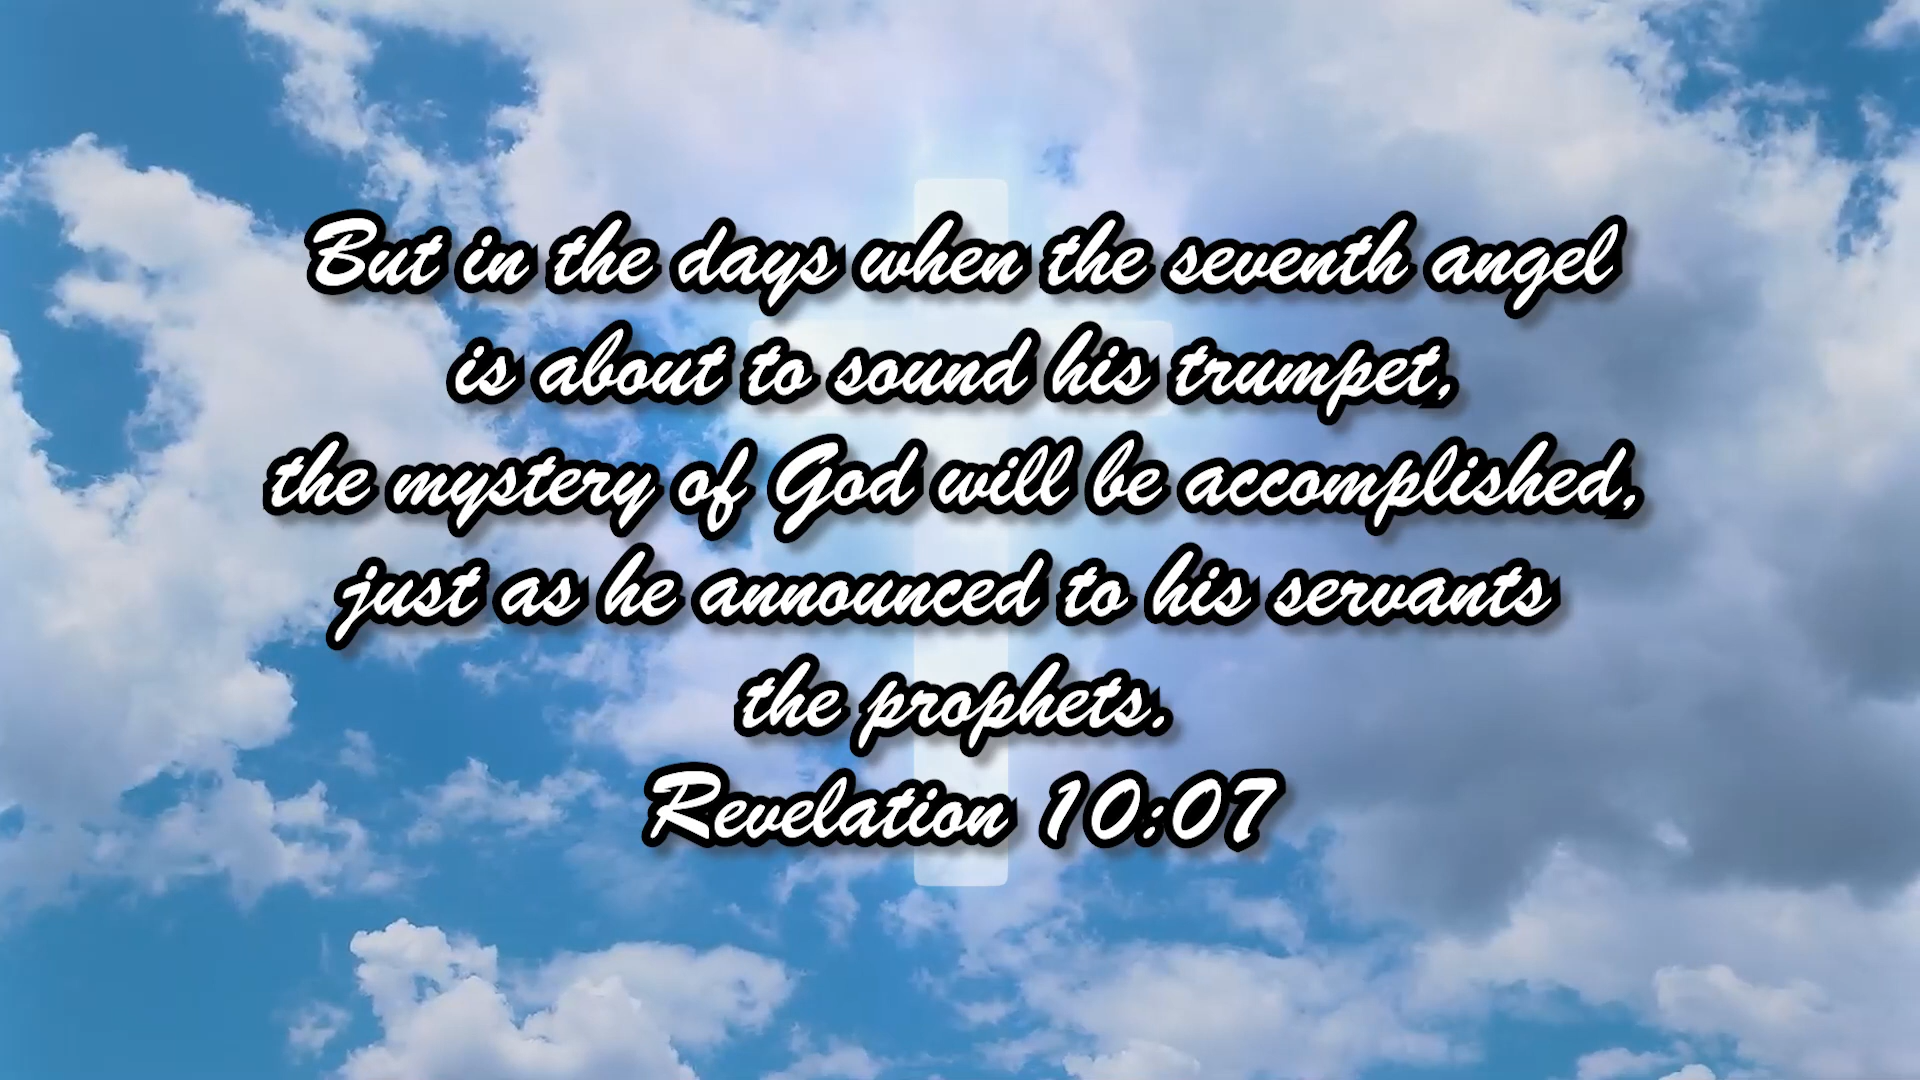 But in the days when the seventh angel
is about to sound his trumpet,
the mystery of God will be accomplished,
just as he announced to his servants
the prophets.
Revelation 10:07